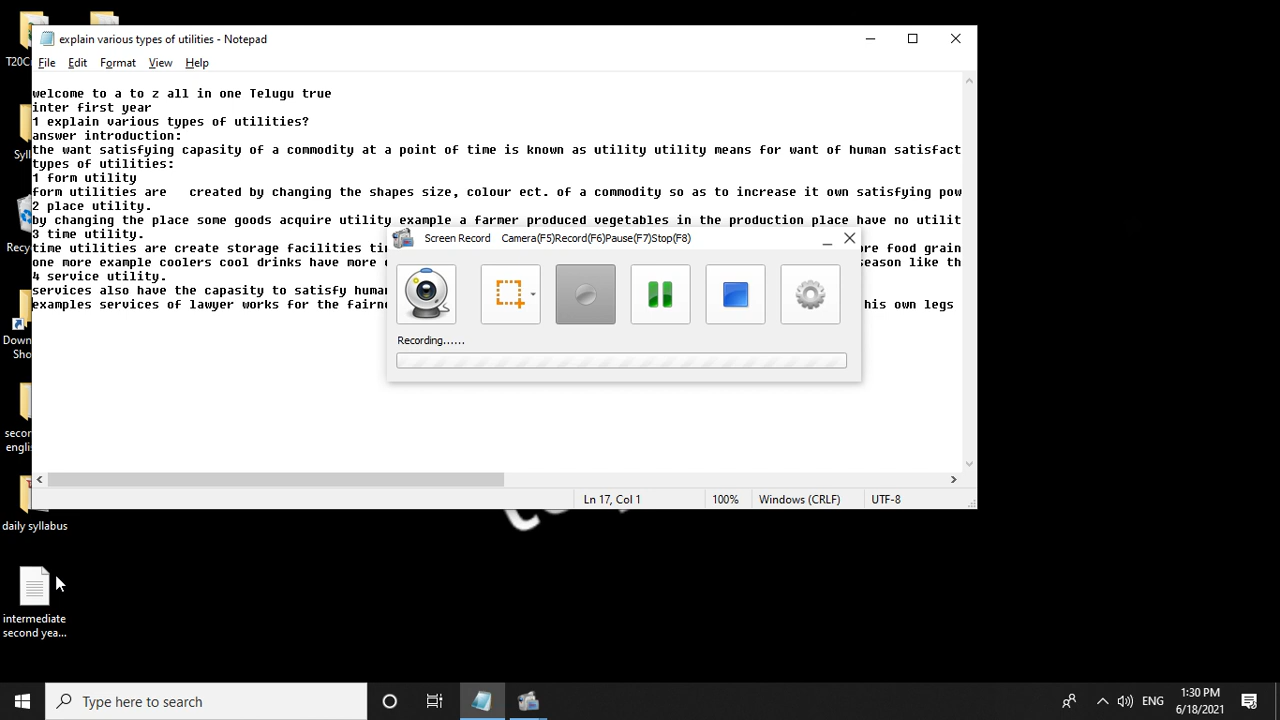 explain various types of utilities - Notepad
File Edit Format View Help
welcome to a to z all in one Telugu true
inter first year
1 explain various types of utilities?
answer introduction:
the want satisfying capasity of a commodity at a point of time is known as utility utility means for want of human satisfact
types of utilities:
1 form utility
form utilities are created by changing the shapes size, colour ect. of a commodity so as to increase it own satisfying pow
2 place utility.
by changing the place some goods acquire utility example a farmer produced vegetables in the production place have no utilit
3 time utility.
time utilities are create storage facilities re food grain
one more example coolers cool drinks have more season like th
4 service utility.
services also have the capacity to satisfy human
examples services of lawyer works for the fairne his own legs
Screen Record Camera(F5)Record(F6)Pause(F7)Stop(F8)
Recording......
Ln 17, Col 1 100% Windows (CRLF) UTF-8
daily syllabus
intermediate
second yea...
Type here to search
ENG
1:30 PM
6/18/2021